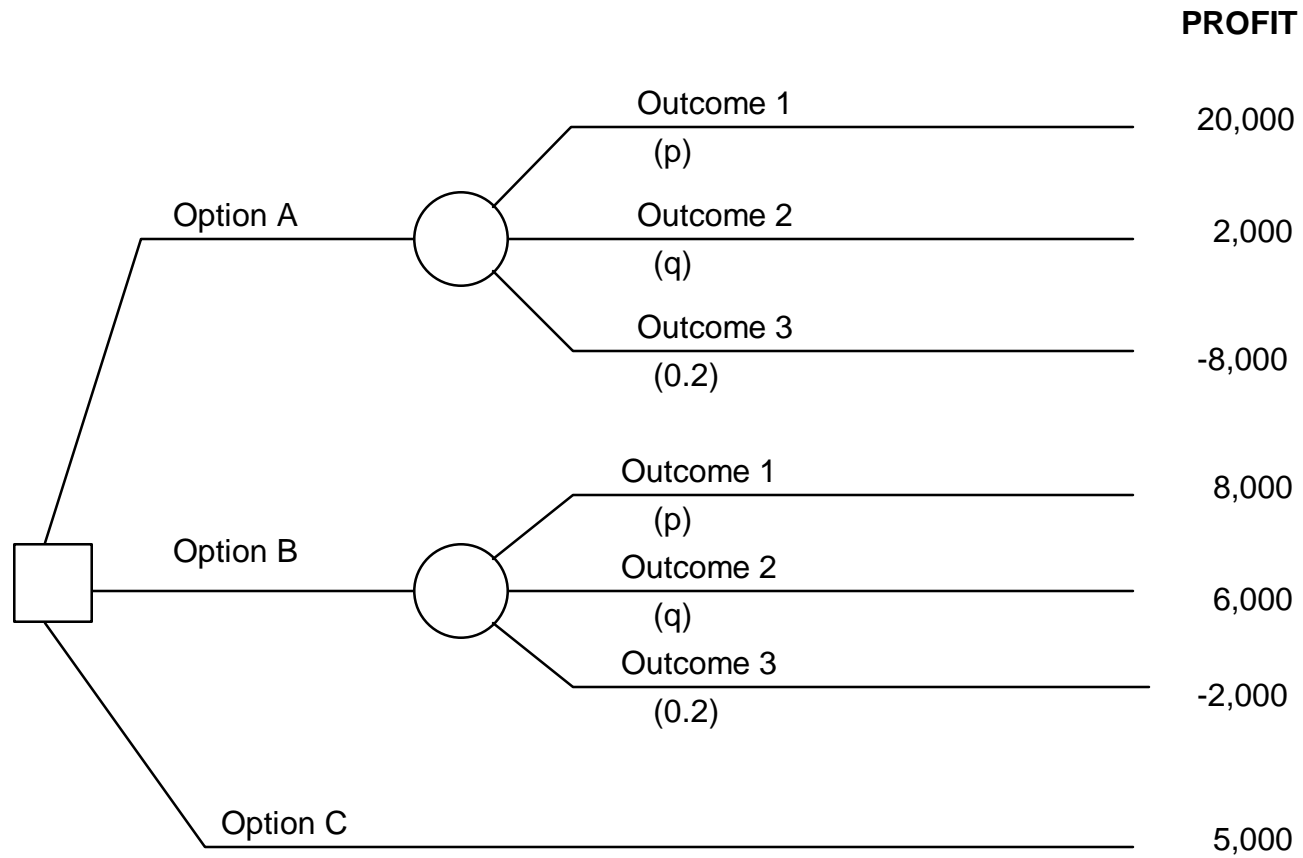 PROFIT
Outcome 1
20,000
(p)
Option A
Outcome 2
2,000
(q)
Outcome 3
-8,000
(0.2)
Outcome 1
8,000
(p)
Option B
Outcome 2
6,000
(q)
Outcome 3
-2,000
(0.2)
Option C
5,000